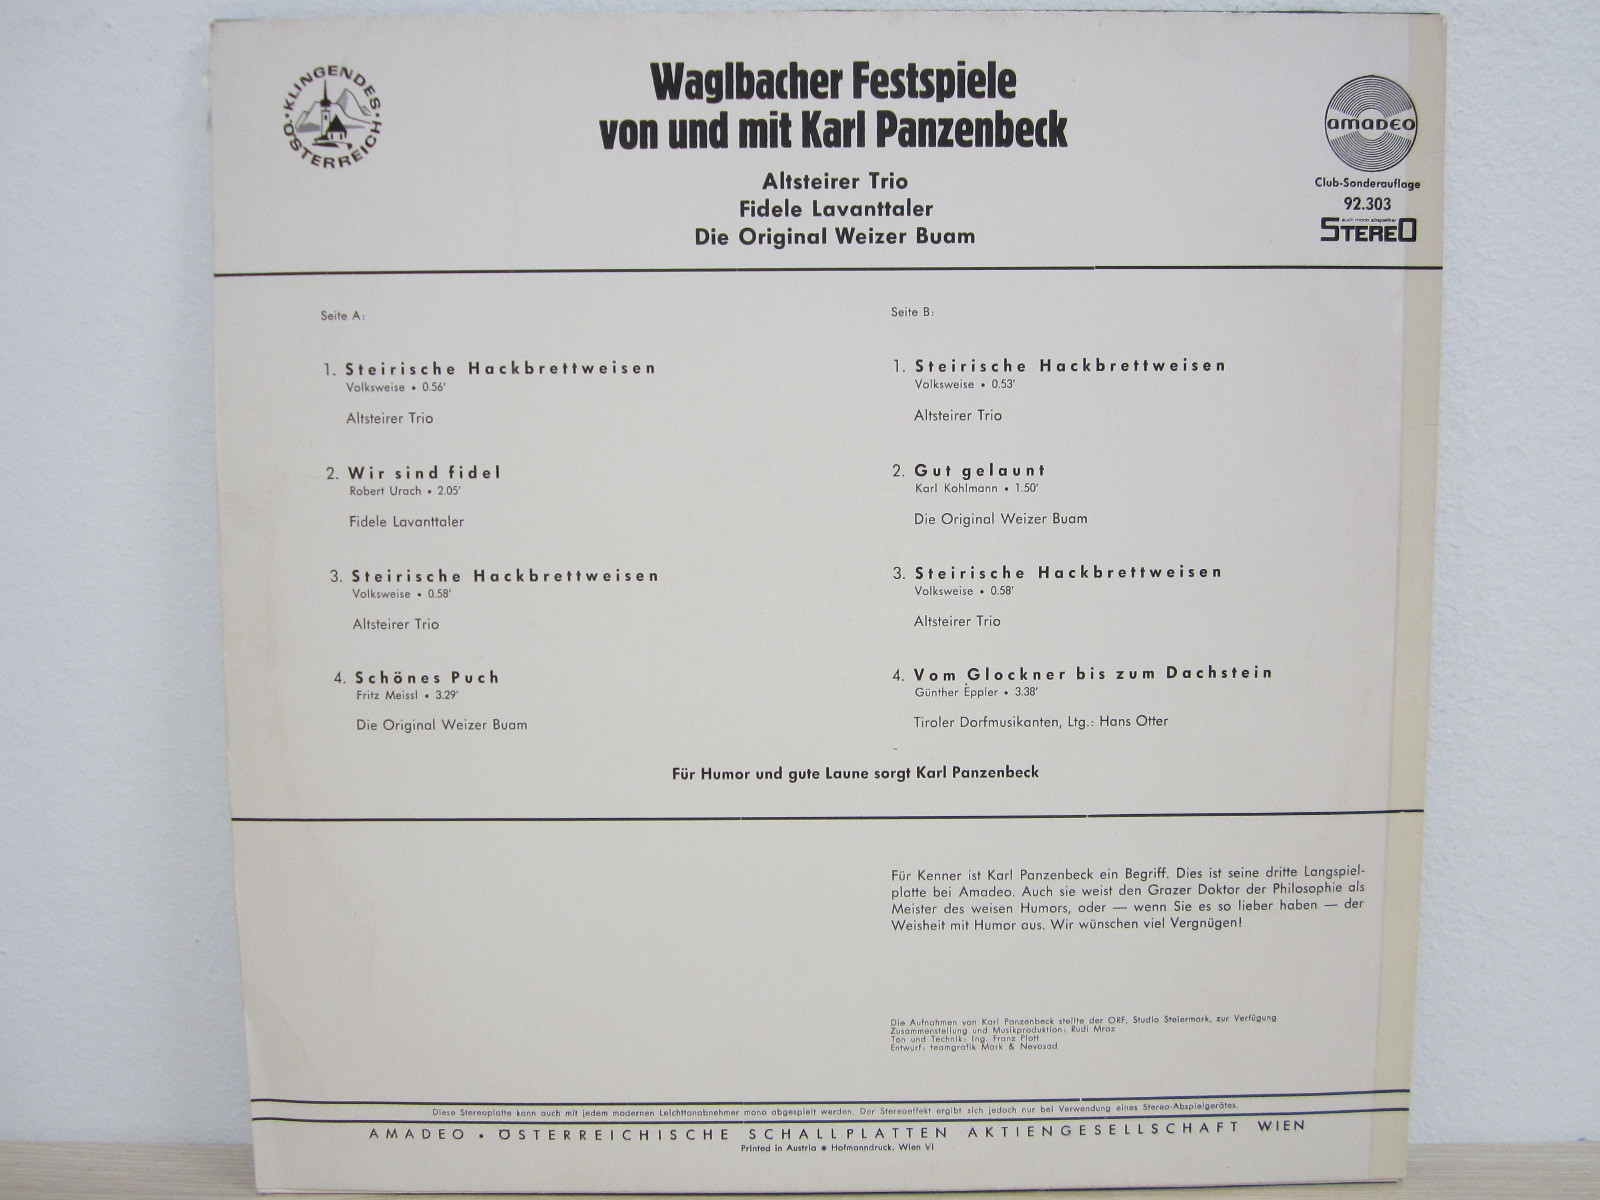 · KLINGENDES · ÖSTERREICH
Waglbacher Festspiele
von und mit Karl Panzenbeck
Altsteirer Trio
Fidele Lavanttaler
Die Original Weizer Buam
amadeo
Club-Sonderauflage
92.303
auch mono abspielbar
STEREO
Seite A:
1. Steirische Hackbrettweisen
Volksweise • 0.56'
Altsteirer Trio
2. Wir sind fidel
Robert Urach • 2.05'
Fidele Lavanttaler
3. Steirische Hackbrettweisen
Volksweise • 0.58'
Altsteirer Trio
4. Schönes Puch
Fritz Meissl • 3.29'
Die Original Weizer Buam
Seite B:
1. Steirische Hackbrettweisen
Volksweise • 0.53'
Altsteirer Trio
2. Gut gelaunt
Karl Kohlmann • 1.50'
Die Original Weizer Buam
3. Steirische Hackbrettweisen
Volksweise • 0.58'
Altsteirer Trio
4. Vom Glockner bis zum Dachstein
Günther Eppler • 3.38'
Tiroler Dorfmusikanten, Ltg.: Hans Otter
Für Humor und gute Laune sorgt Karl Panzenbeck
Für Kenner ist Karl Panzenbeck ein Begriff. Dies ist seine dritte Langspiel-
platte bei Amadeo. Auch sie weist den Grazer Doktor der Philosophie als
Meister des weisen Humors, oder — wenn Sie es so lieber haben — der
Weisheit mit Humor aus. Wir wünschen viel Vergnügen!
Die Aufnahmen von Karl Panzenbeck stellte der ORF, Studio Steiermark, zur Verfügung
Zusammenstellung und Musikproduktion: Rudi Mraz
Ton und Technik: Ing. Franz Plott
Entwurf: teamgrafik Mark & Nevosad
Diese Stereoplatte kann auch mit jedem modernen Leichttonabnehmer mono abgespielt werden. Der Stereoeffekt ergibt sich jedoch nur bei Verwendung eines Stereo-Abspielgerätes.
AMADEO • ÖSTERREICHISCHE SCHALLPLATTEN AKTIENGESELLSCHAFT WIEN
Printed in Austria • Hofmanndruck, Wien VI